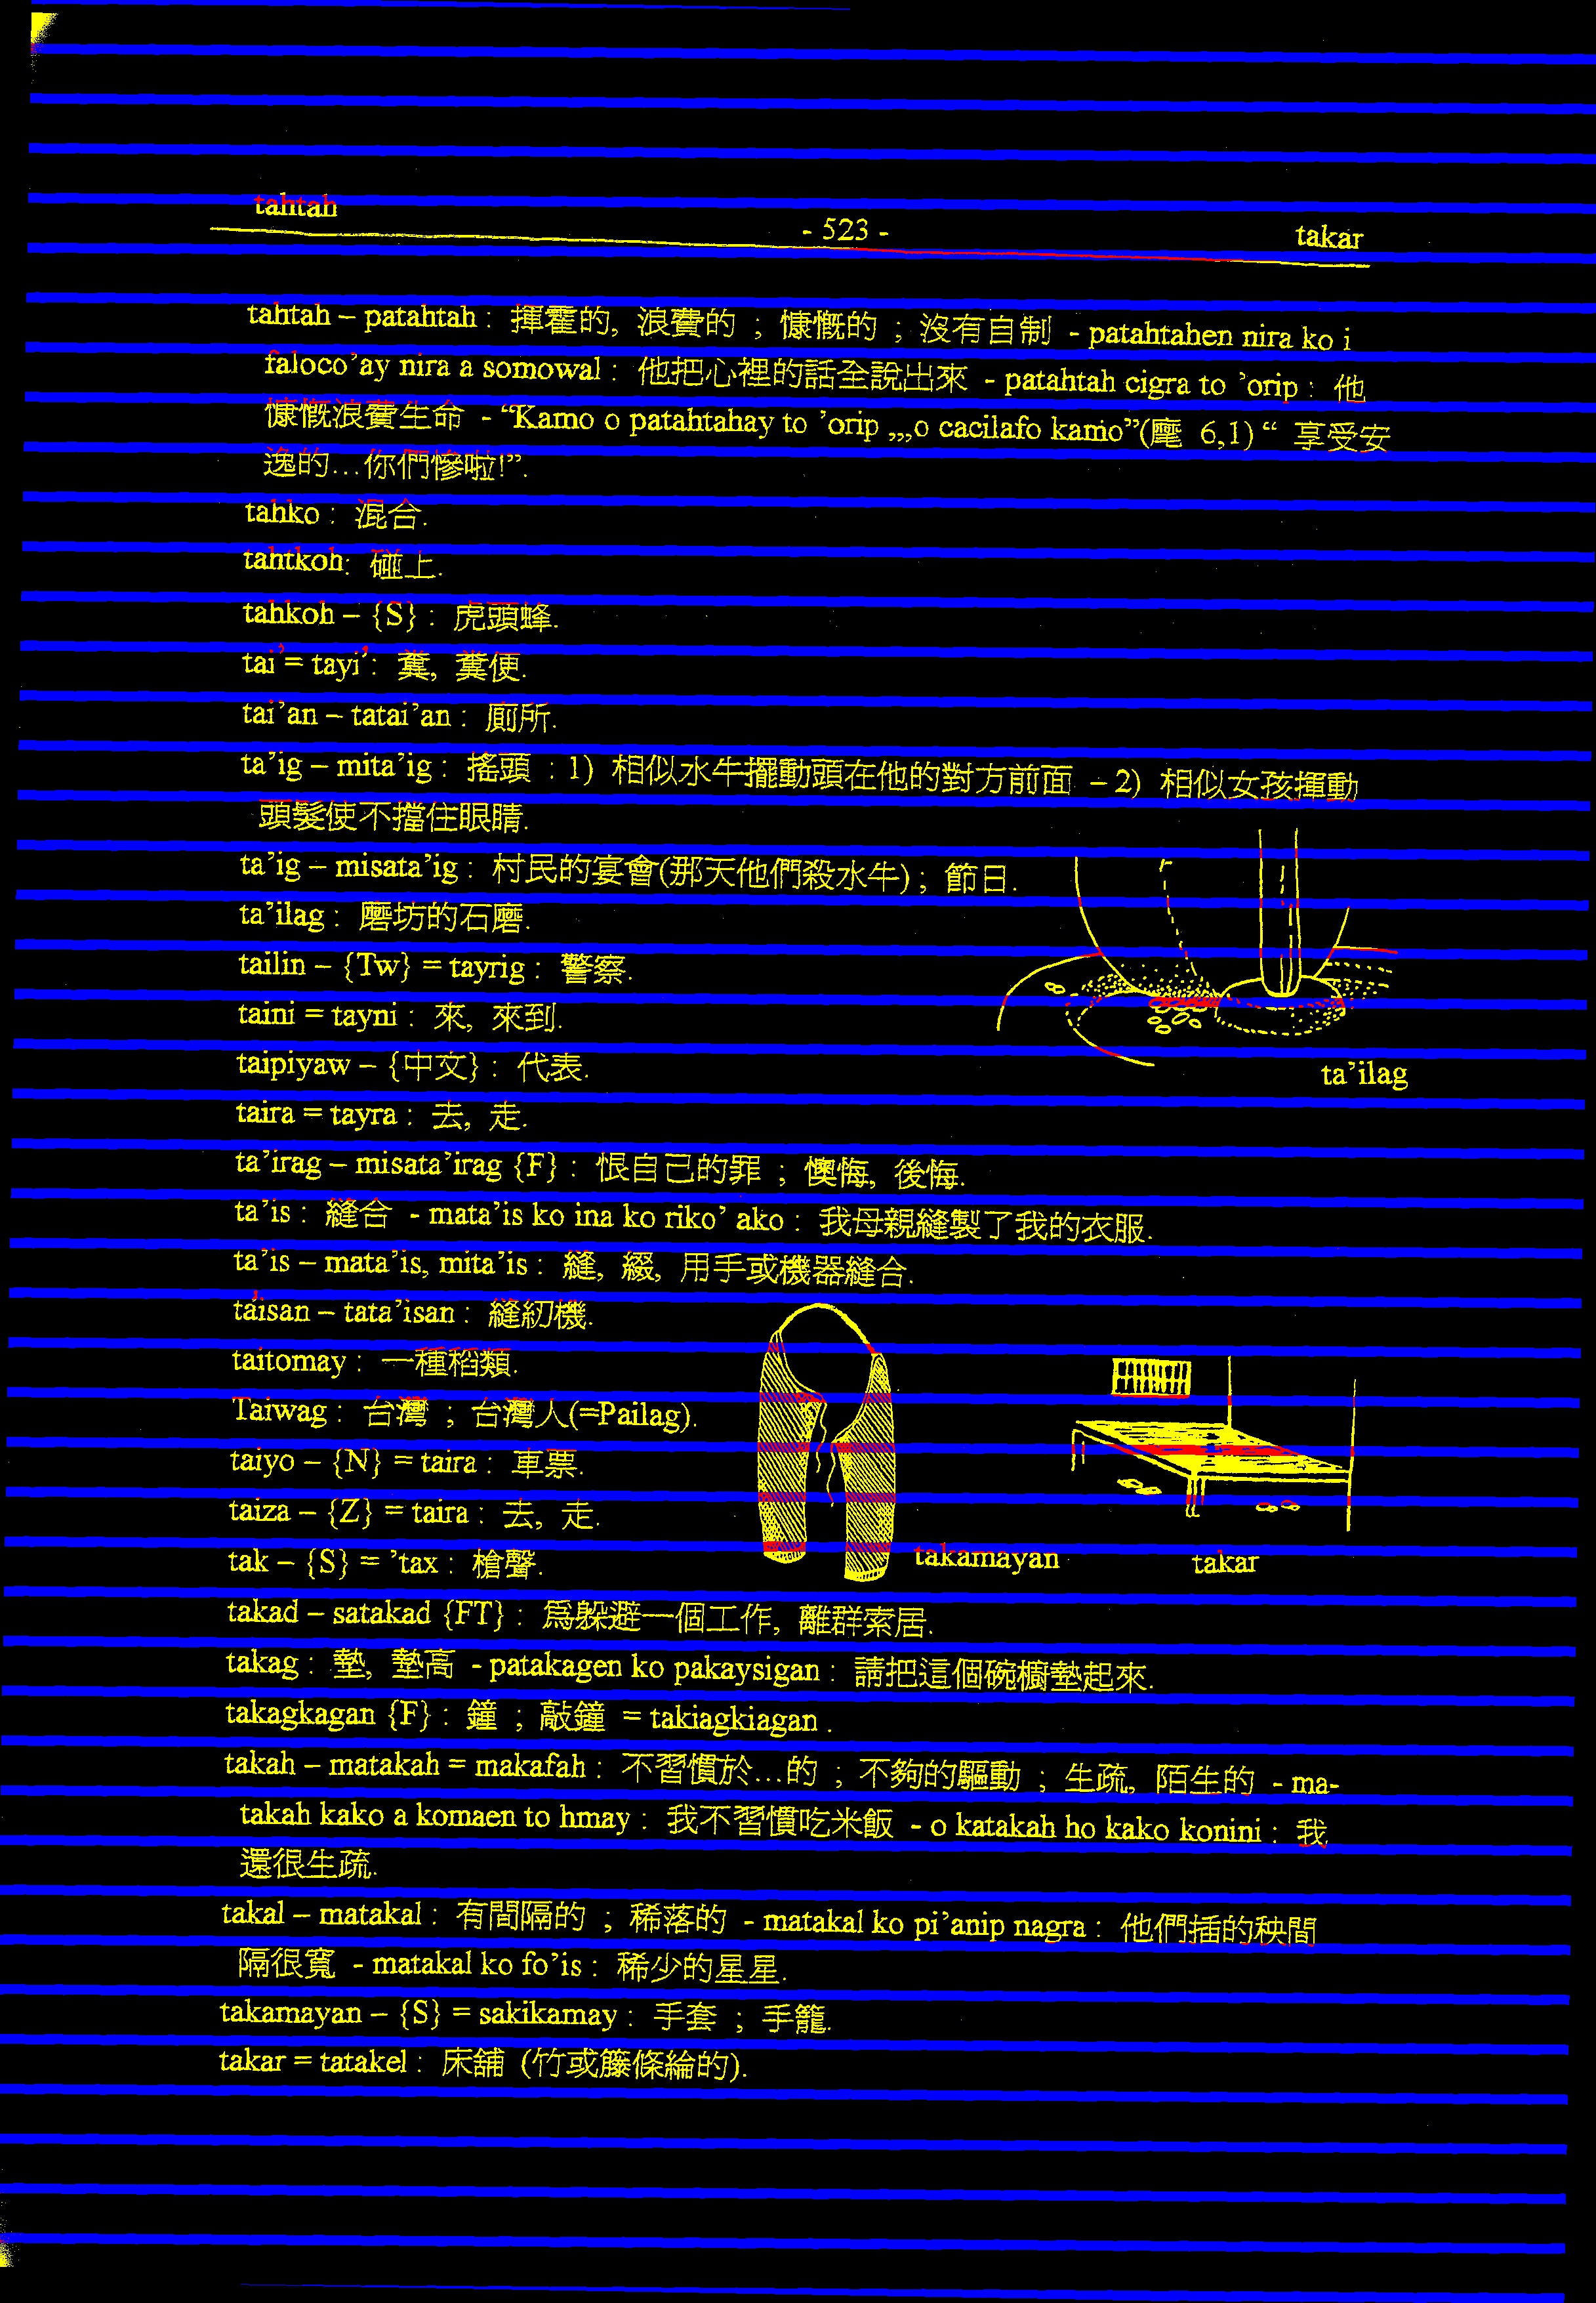 tahtah
- 523 -
takar
tahtah – patahtah : 揮霍的, 浪費的 ; 慷慨的 ; 沒有自制 - patahtahen nira ko i
faloco’ay nira a somowal : 他把心裡的話全說出來 - patahtah cigra to ’orip : 他
慷慨浪費生命 - “Kamo o patahtahay to ’orip „,o cacilafo kamo”(麾 6,1) “ 享受安
逸的…你們慘啦!”.
tahko : 混合.
tahtkoh: 碰上.
tahkoh – {S} : 虎頭蜂.
tai’= tayi’: 糞, 糞便.
tai’an – tatai’an : 廁所.
ta’ig – mita’ig : 搖頭 : 1) 相似水牛擺動頭在他的對方前面 – 2) 相似女孩揮動
頭髮使不擋住眼睛.
ta’ig – misata’ig : 村民的宴會(那天他們殺水牛) ; 節日.
ta’ilag : 磨坊的石磨.
tailin – {Tw} = tayrig : 警察.
taini = tayni : 來, 來到.
taipiyaw – {中文} : 代表.
ta’ilag
taira = tayra : 去, 走.
ta’irag – misata’irag {F} : 恨自己的罪 ; 懊悔, 後悔.
ta’is : 縫合 - mata’is ko ina ko riko’ ako : 我母親縫製了我的衣服.
ta’is – mata’is, mita’is : 縫, 綴, 用手或機器縫合.
ta’isan – tata’isan : 縫紉機.
taitomay : 一種稻類.
Taiwag : 台灣 ; 台灣人(=Pailag).
taiyo – {N} = taira : 車票.
taiza – {Z} = taira : 去, 走.
tak – {S} = ’tax : 槍聲.
takamayan
takar
takad – satakad {FT} : 為躲避一個工作, 離群索居.
takag : 墊, 墊高 - patakagen ko pakaysigan : 請把這個碗櫥墊起來.
takagkagan {F} : 鐘 ; 敲鐘 = takiagkiagan .
takah – matakah = makafah : 不習慣於…的 ; 不夠的驅動 ; 生疏, 陌生的 - ma-
takah kako a komaen to hmay : 我不習慣吃米飯 - o katakah ho kako konini : 我
還很生疏.
takal – matakal : 有間隔的 ; 稀落的 - matakal ko pi’anip nagra : 他們插的秧間
隔很寬 - matakal ko fo’is : 稀少的星星.
takamayan – {S} = sakikamay : 手套 ; 手籠.
takar = tatakel : 床舖 (竹或籐條綸的).